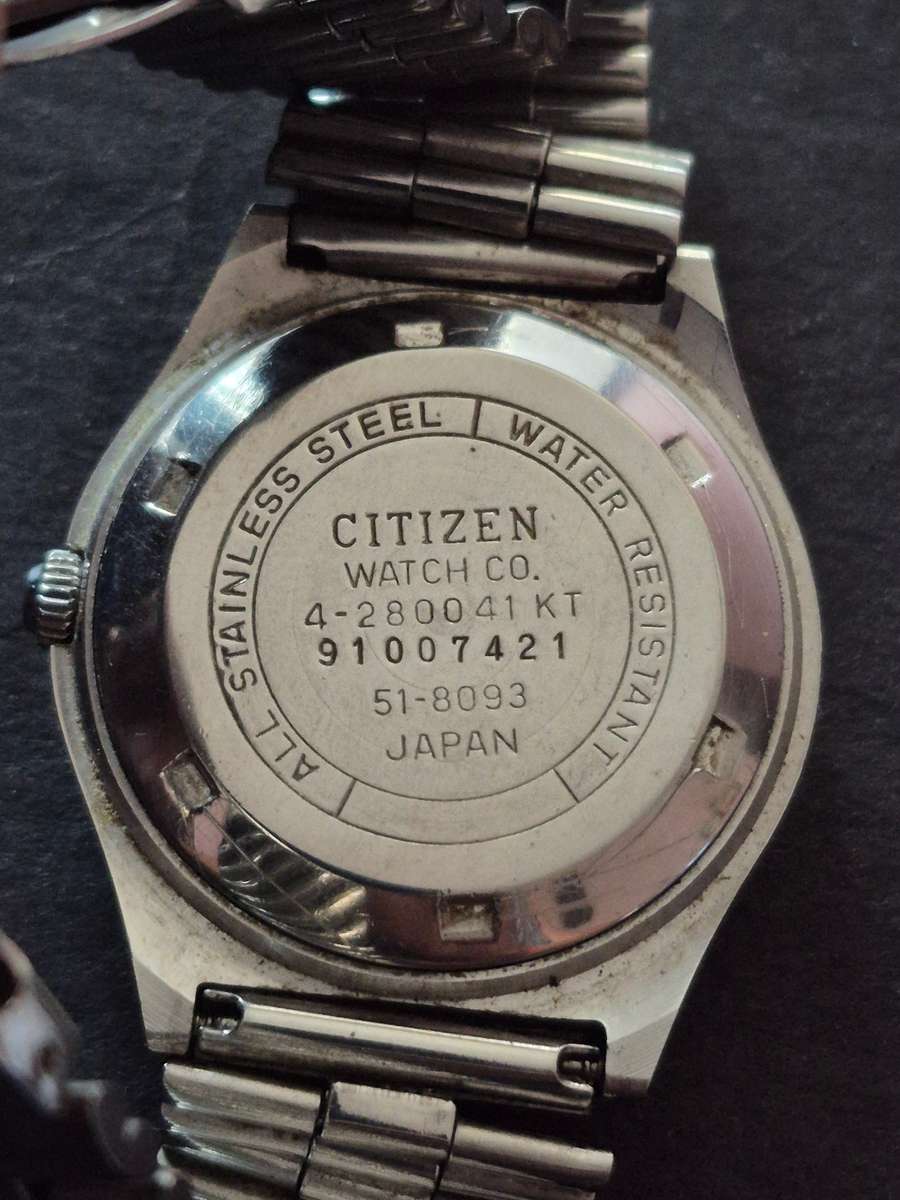 ALL STAINLESS STEEL
WATER RESISTANT
CITIZEN
WATCH CO.
4-280041 KT
91007421
51-8093
JAPAN